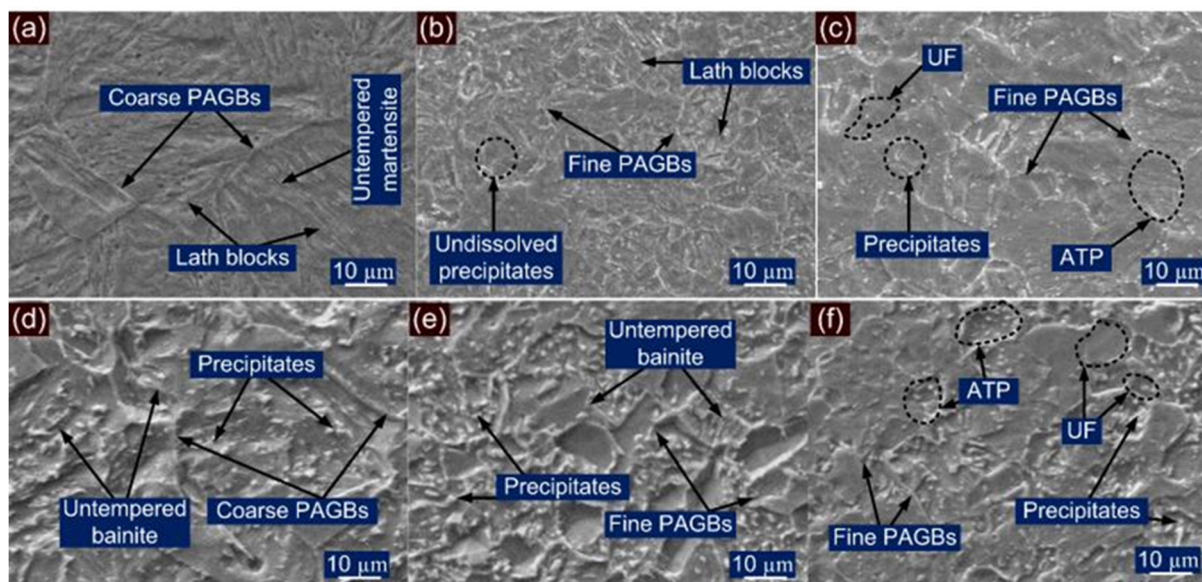 (a)
Coarse PAGBs
Untempered
martensite
Lath blocks
10 µm
(b)
Lath blocks
Fine PAGBs
Undissolved
precipitates
10 µm
(c)
UF
Fine PAGBs
Precipitates
ATP
10 µm
(d)
Precipitates
Untempered
bainite
Coarse PAGBs
10 µm
(e)
Untempered
bainite
Precipitates
Fine PAGBs
10 µm
(f)
ATP
UF
Fine PAGBs
Precipitates
10 µm